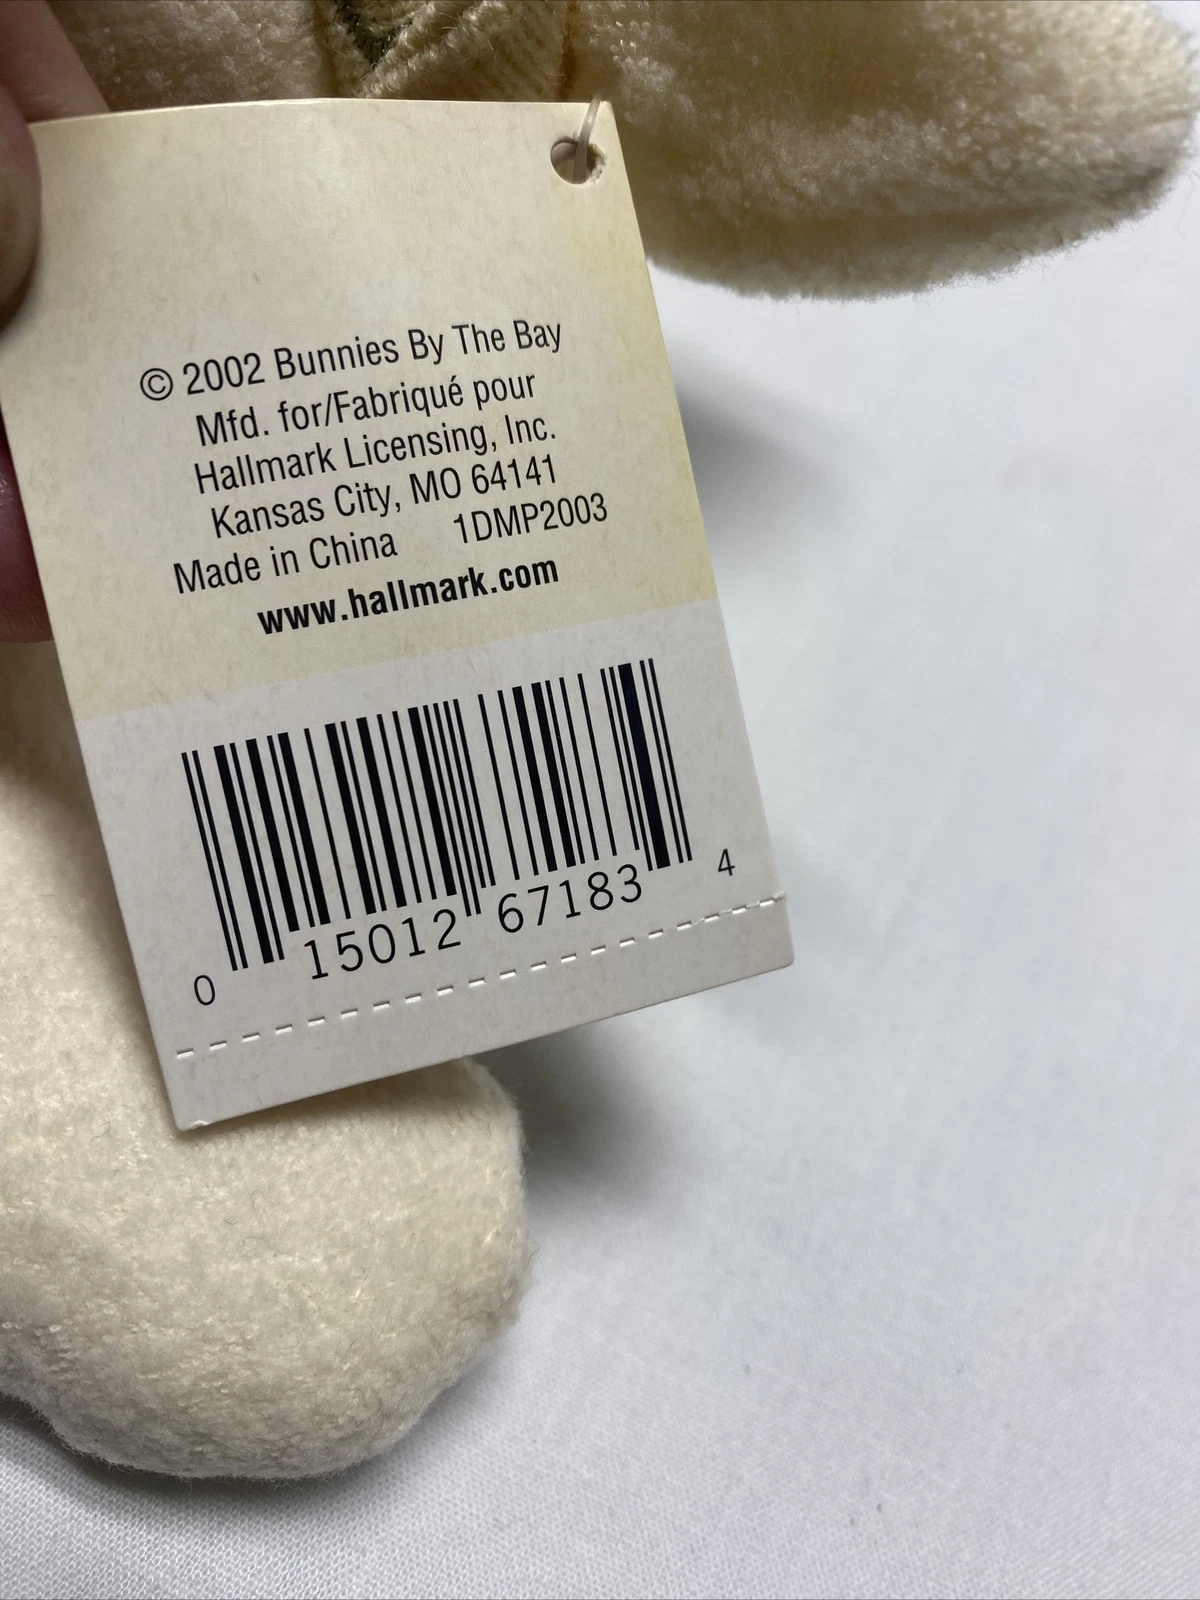 © 2002 Bunnies By The Bay
Mfd. for/Fabriqué pour
Hallmark Licensing, Inc.
Kansas City, MO 64141
Made in China 1DMP2003
www.hallmark.com
0 15012 67183 4